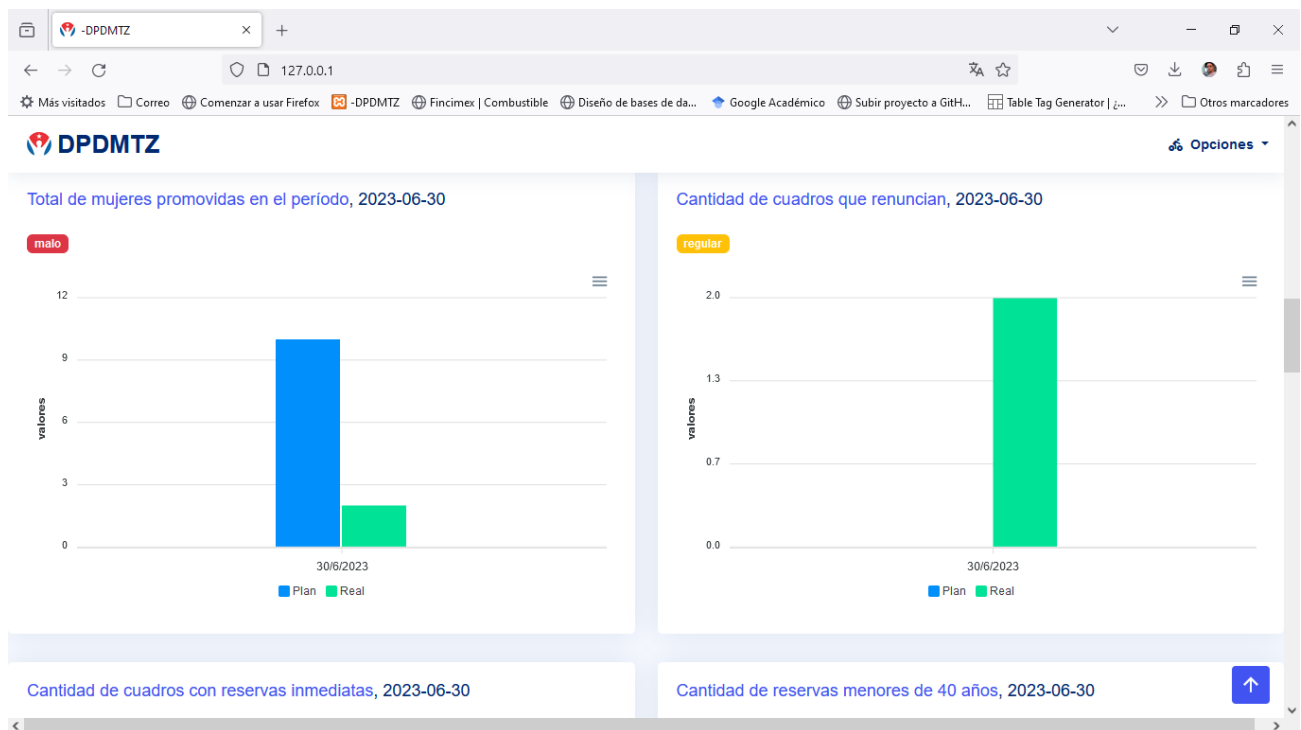 -DPDMTZ
127.0.0.1
Más visitados Correo Comenzar a usar Firefox -DPDMTZ Fincimex | Combustible Diseño de bases de da... Google Académico Subir proyecto a GitH... Table Tag Generator | ¿... Otros marcadores
DPDMTZ
Opciones
Total de mujeres promovidas en el período, 2023-06-30
malo
12
9
6
3
0
valores
30/6/2023
Plan Real
Cantidad de cuadros que renuncian, 2023-06-30
regular
2.0
1.3
0.7
0.0
valores
30/6/2023
Plan Real
Cantidad de cuadros con reservas inmediatas, 2023-06-30
Cantidad de reservas menores de 40 años, 2023-06-30